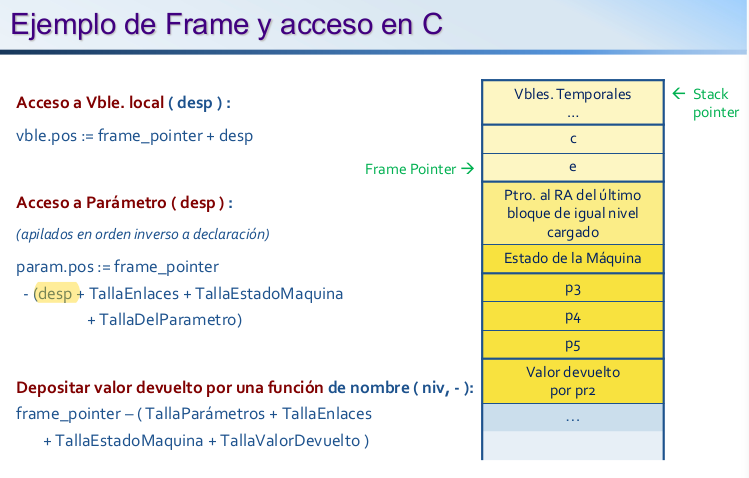 Ejemplo de Frame y acceso en C
Acceso a Vble. local ( desp ) :
vble.pos := frame_pointer + desp
Acceso a Parámetro ( desp ) :
(apilados en orden inverso a declaración)
param.pos := frame_pointer
- (desp + TallaEnlaces + TallaEstadoMaquina
+ TallaDelParametro)
Depositar valor devuelto por una función de nombre ( niv, - ):
frame_pointer – ( TallaParámetros + TallaEnlaces
+ TallaEstadoMaquina + TallaValorDevuelto )
Frame Pointer →
Vbles. Temporales
...
c
e
Ptro. al RA del último
bloque de igual nivel
cargado
Estado de la Máquina
p3
p4
p5
Valor devuelto
por pr2
...
← Stack
pointer